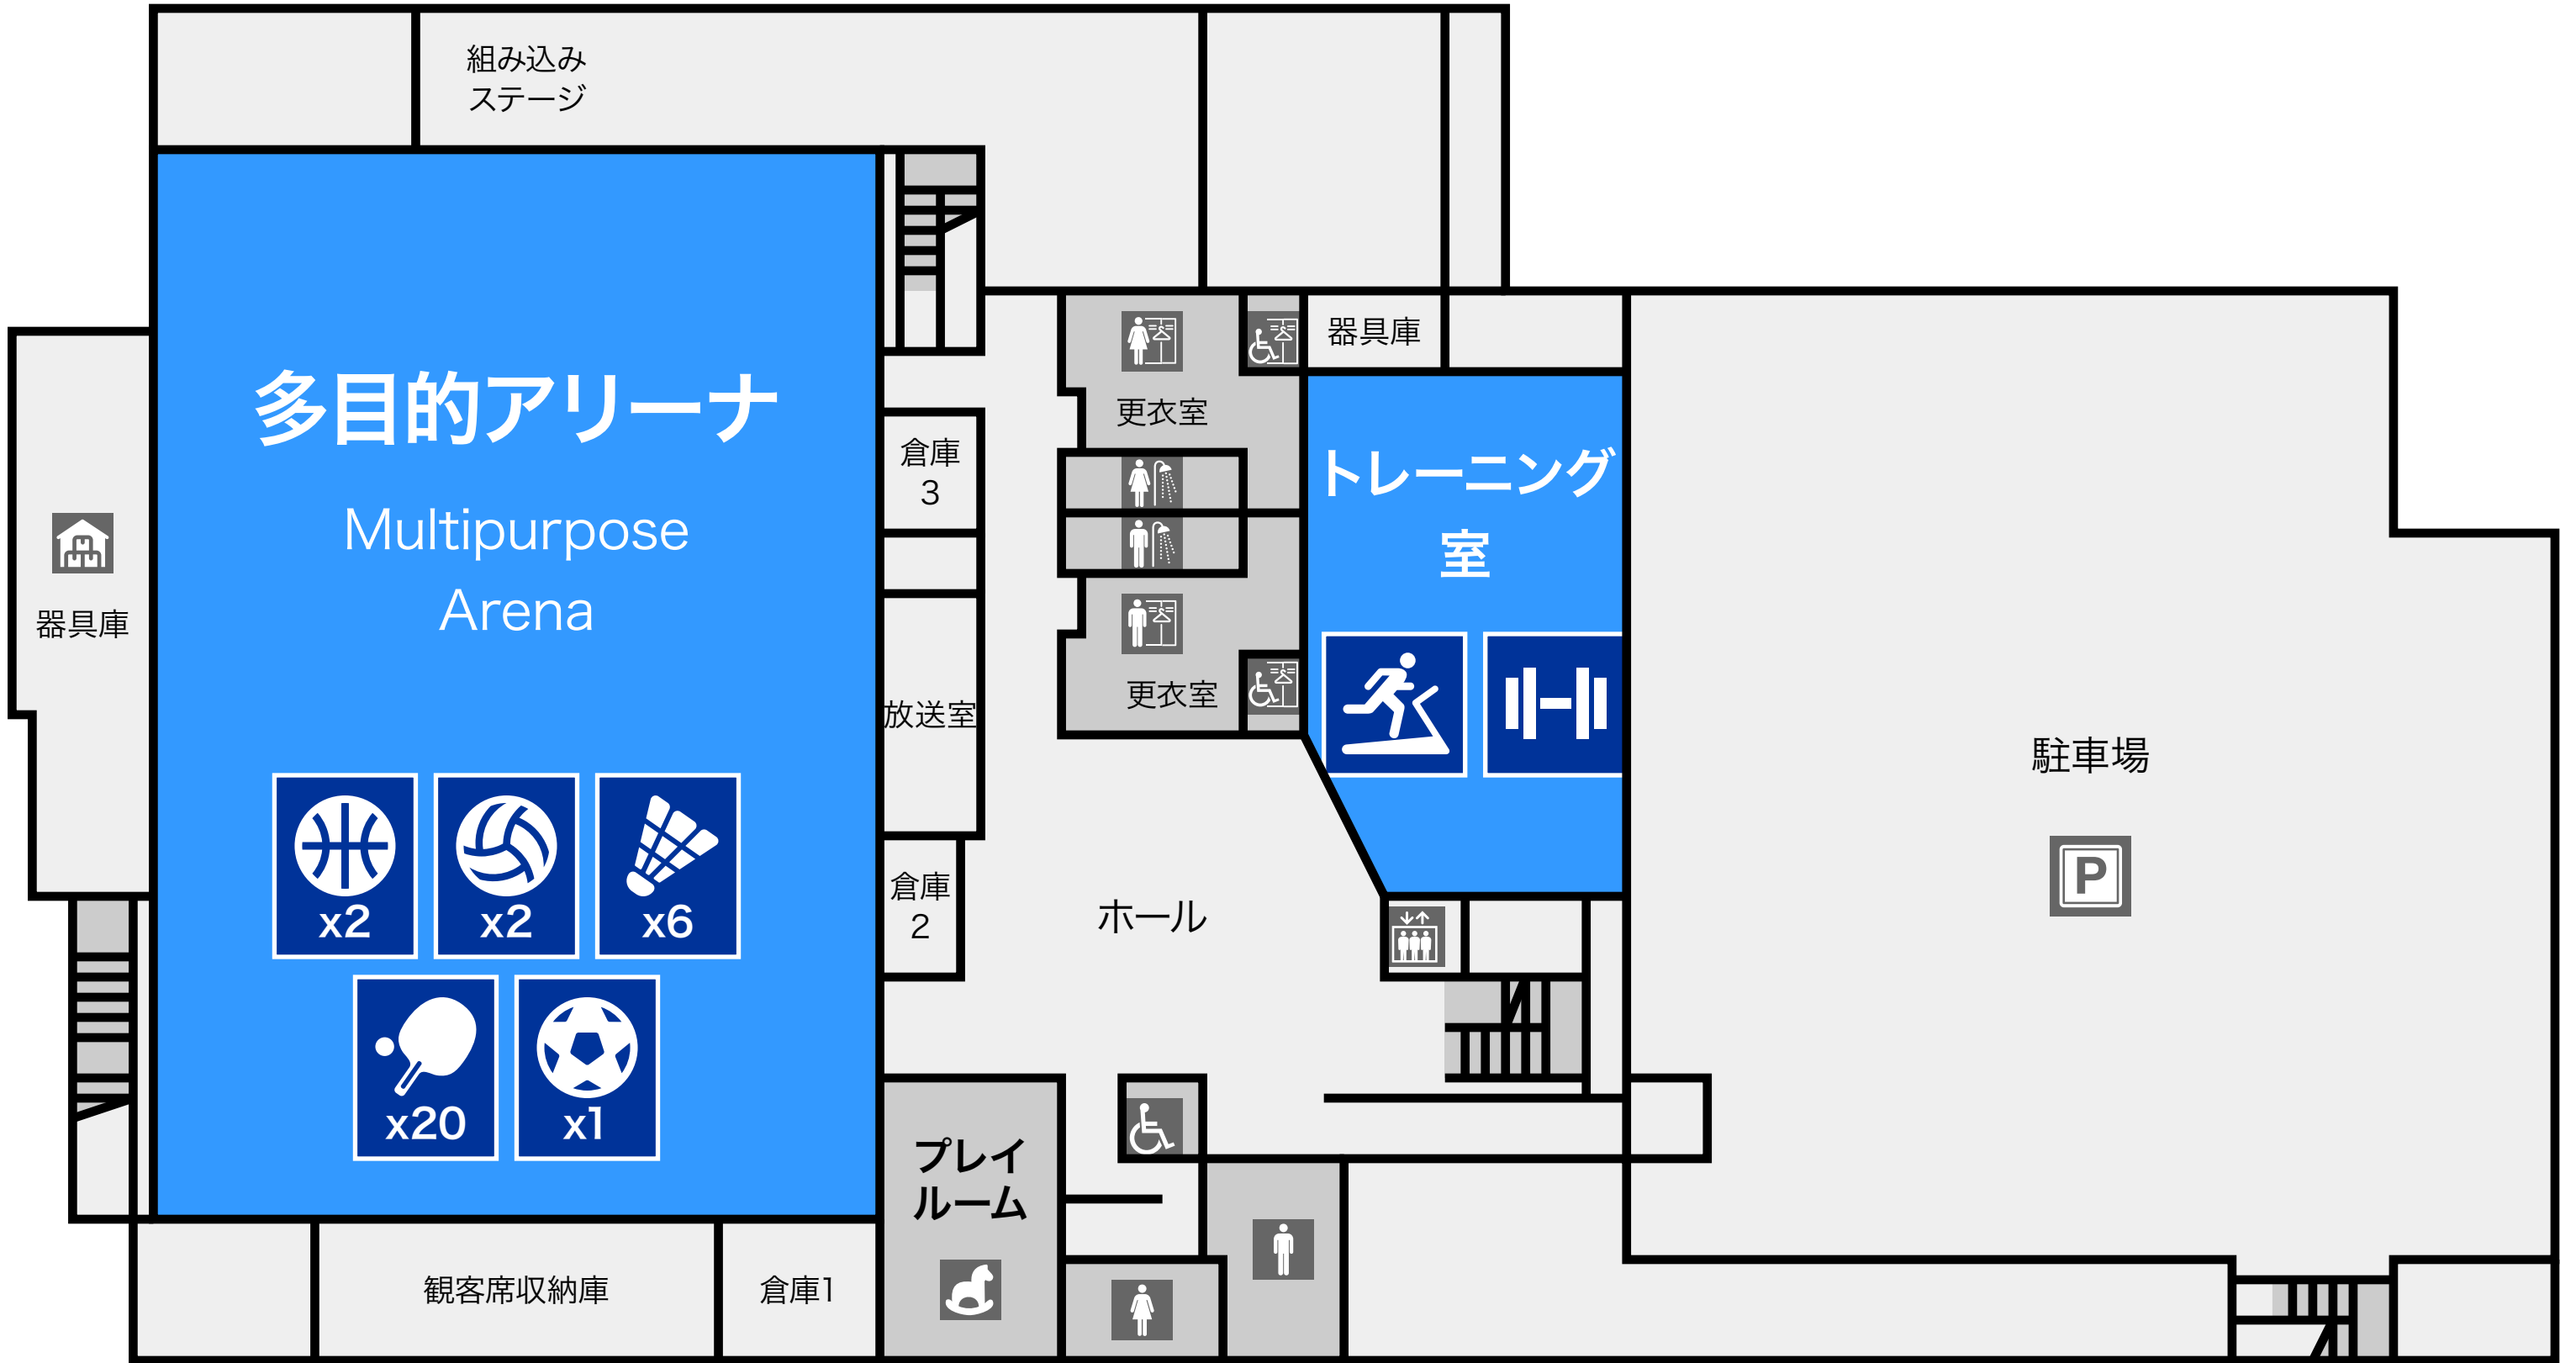 組み込み
ステージ
器具庫
多目的アリーナ
Multipurpose
Arena
更衣室
倉庫
3
トレーニング
室
器具庫
更衣室
放送室
駐車場
P
倉庫
2
ホール
x2
x2
x6
x20
x1
プレイ
ルーム
観客席収納庫
倉庫1